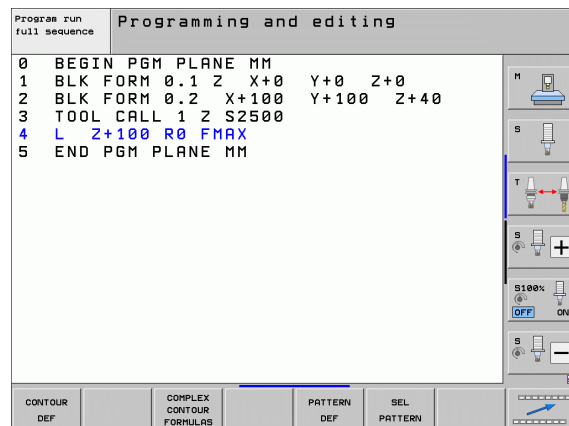 Program run
full sequence
Programming and editing
0 BEGIN PGM PLANE MM
1 BLK FORM 0.1 Z X+0 Y+0 Z+0
2 BLK FORM 0.2 X+100 Y+100 Z+40
3 TOOL CALL 1 Z S2500
4 L Z+100 R0 FMAX
5 END PGM PLANE MM
M
S
T
S
+
S100%
OFF ON
S
-
CONTOUR
DEF
COMPLEX
CONTOUR
FORMULAS
PATTERN
DEF
SEL
PATTERN